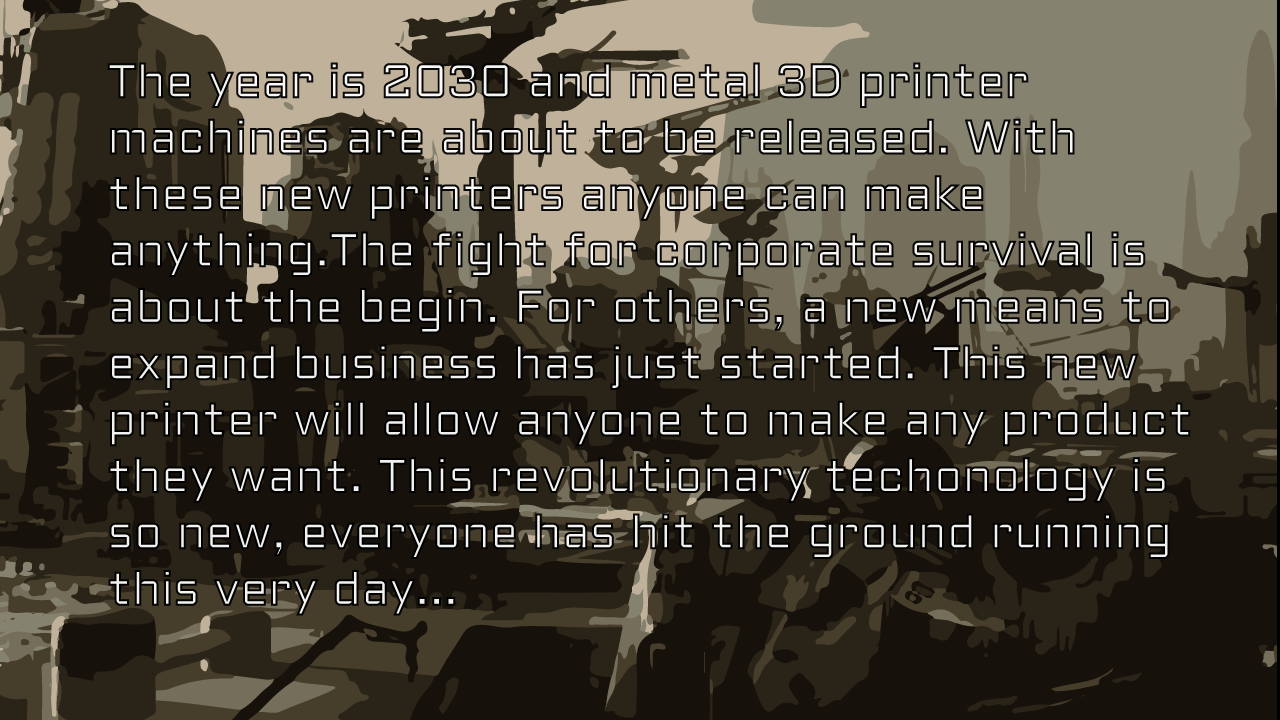 The year is 2030 and metal 3D printer
machines are about to be released. With
these new printers anyone can make
anything.The fight for corporate survival is
about the begin. For others, a new means to
expand business has just started. This new
printer will allow anyone to make any product
they want. This revolutionary techonology is
so new, everyone has hit the ground running
this very day...